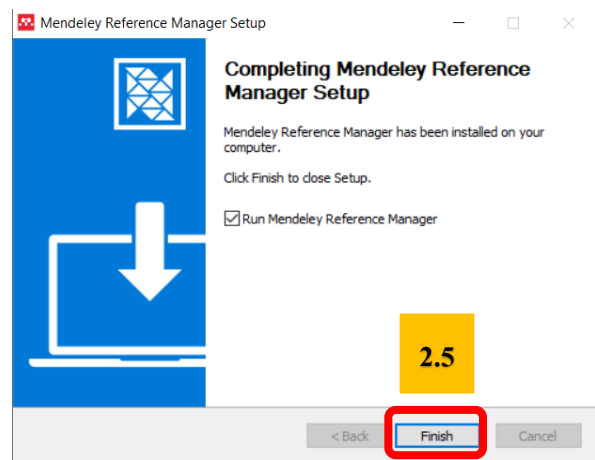 Mendeley Reference Manager Setup
Completing Mendeley Reference
Manager Setup
Mendeley Reference Manager has been installed on your
computer.
Click Finish to close Setup.
Run Mendeley Reference Manager
2.5
< Back
Finish
Cancel